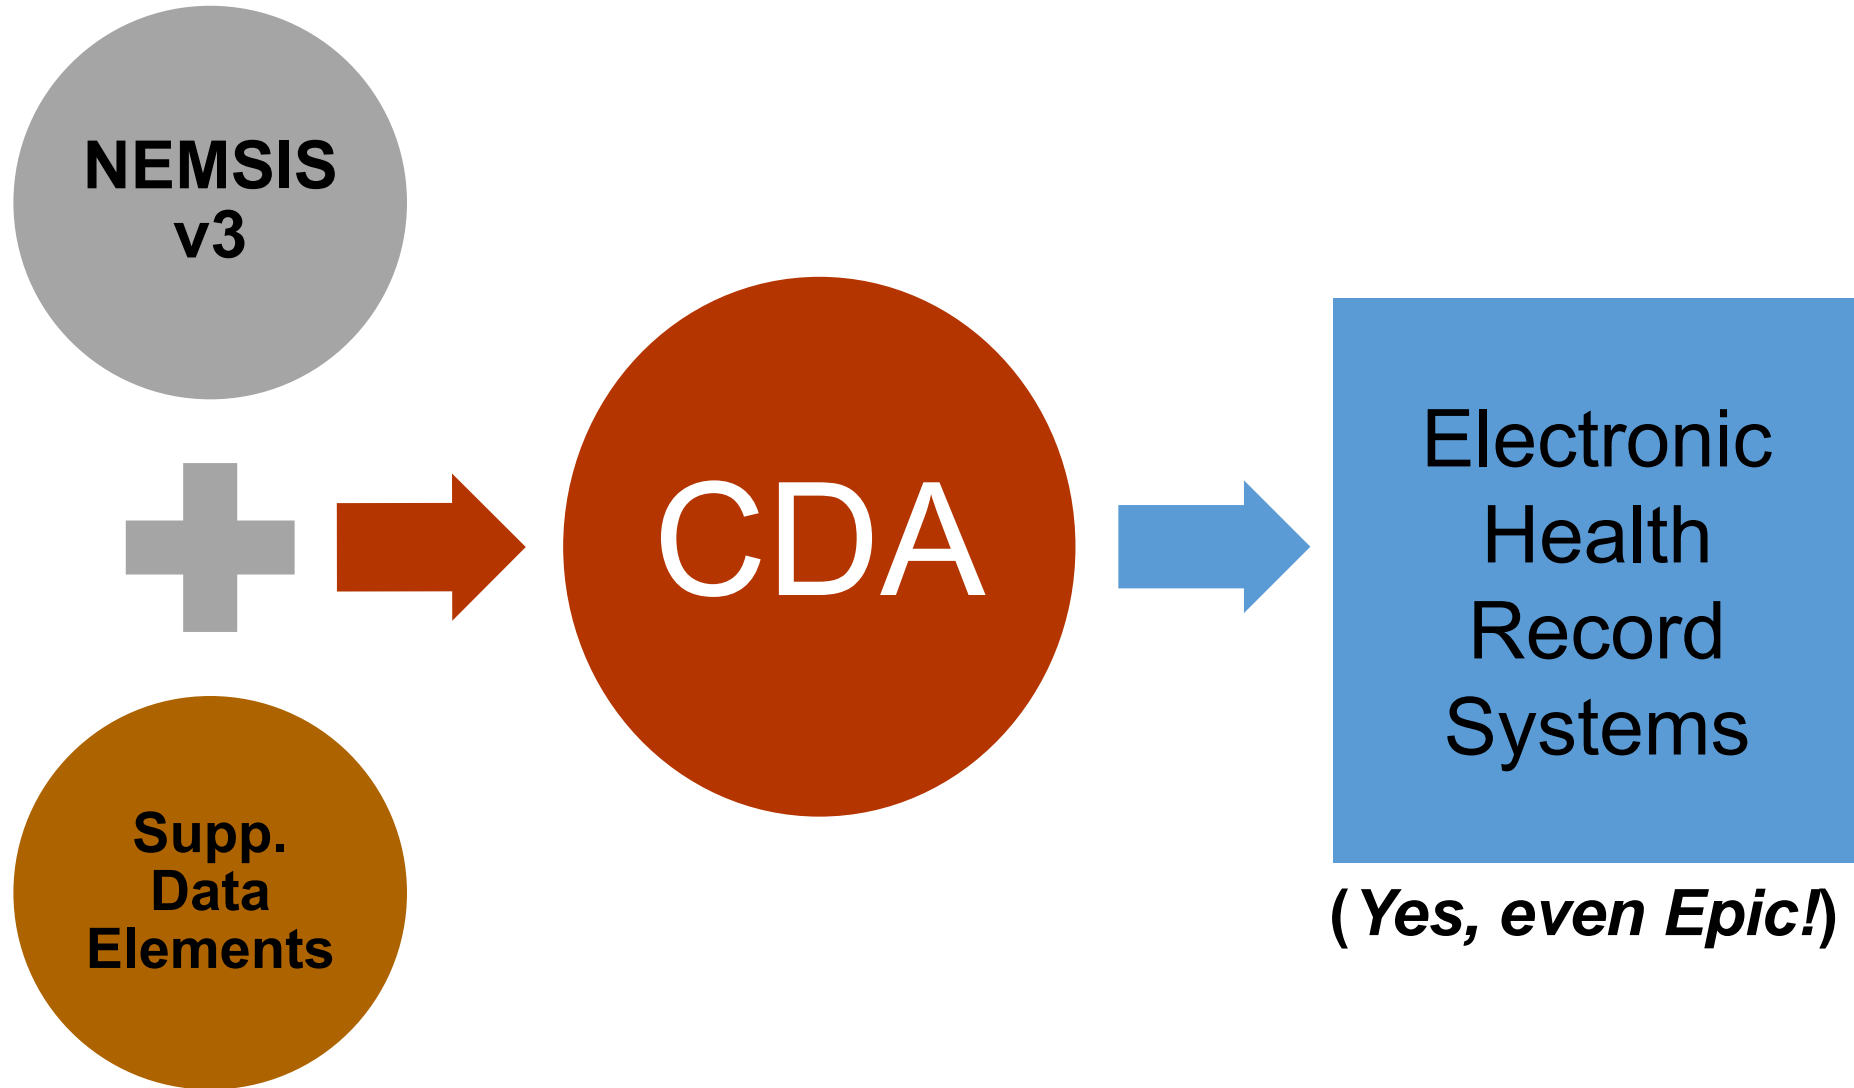 NEMSIS
v3
Supp.
Data
Elements
CDA
Electronic
Health
Record
Systems
(Yes, even Epic!)